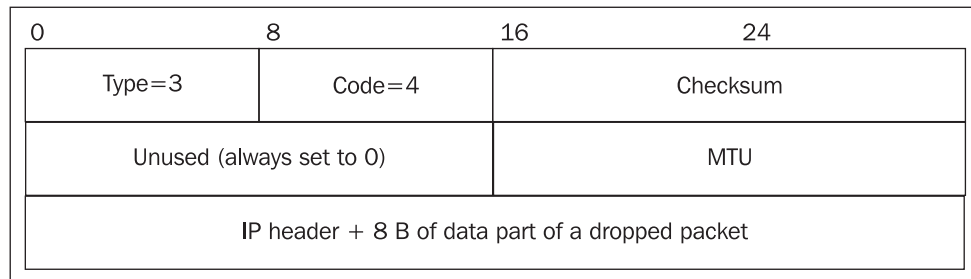 0 8 16 24
Type=3 Code=4 Checksum
Unused (always set to 0) MTU
IP header + 8 B of data part of a dropped packet